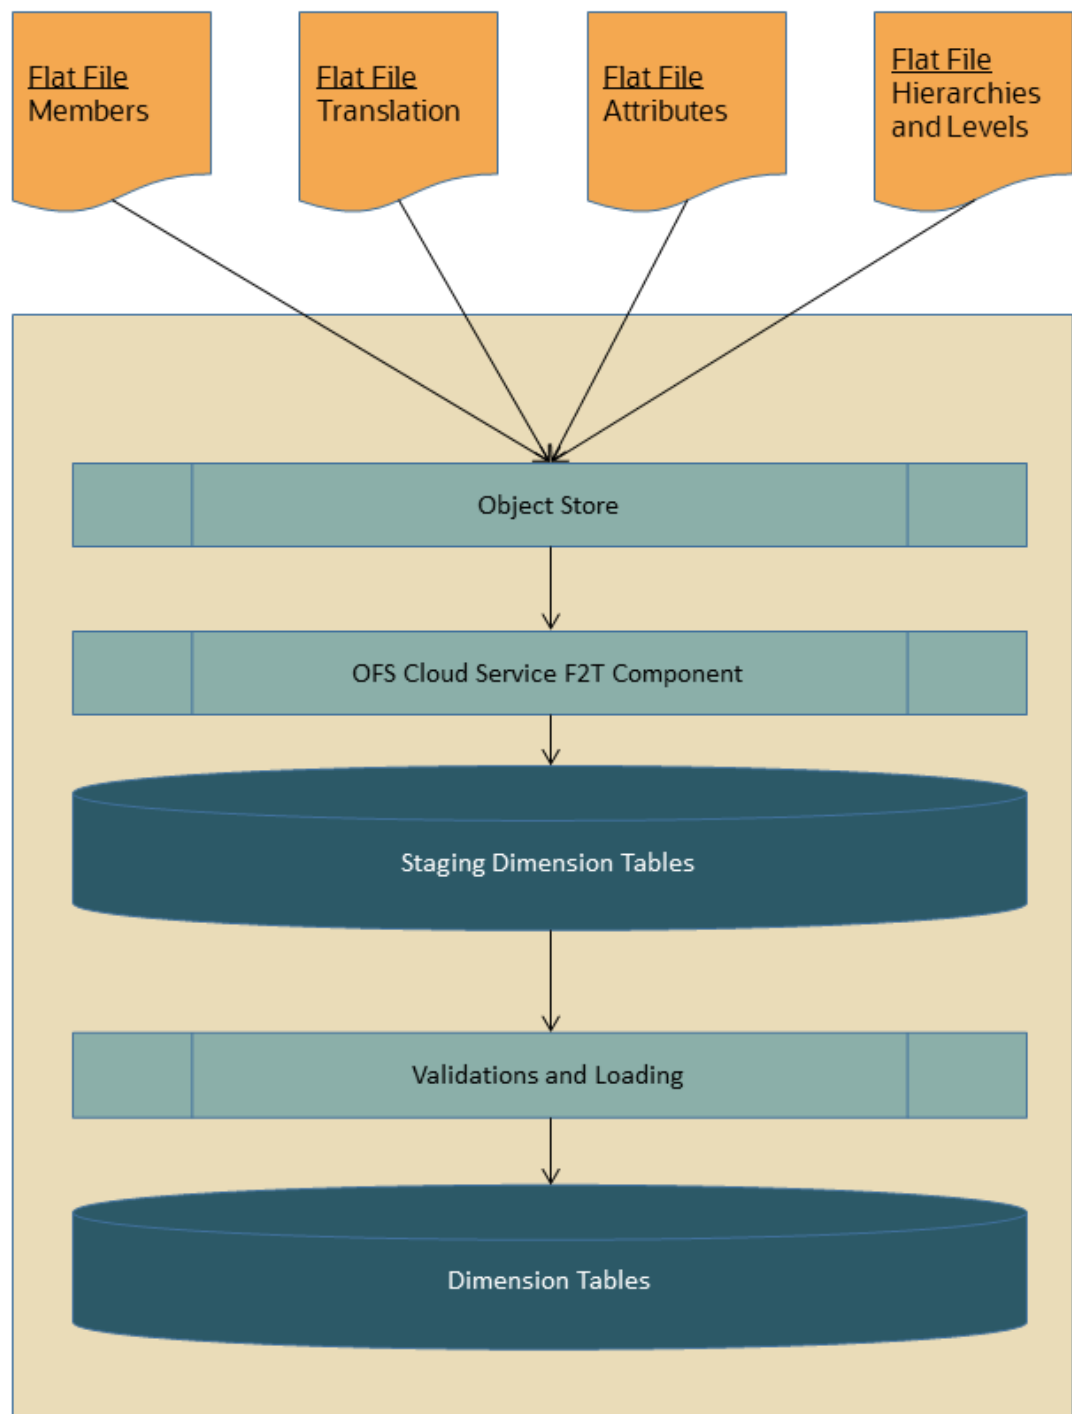 Flat File
Members
Flat File
Translation
Flat File
Attributes
Flat File
Hierarchies
and Levels
Object Store
OFS Cloud Service F2T Component
Staging Dimension Tables
Validations and Loading
Dimension Tables